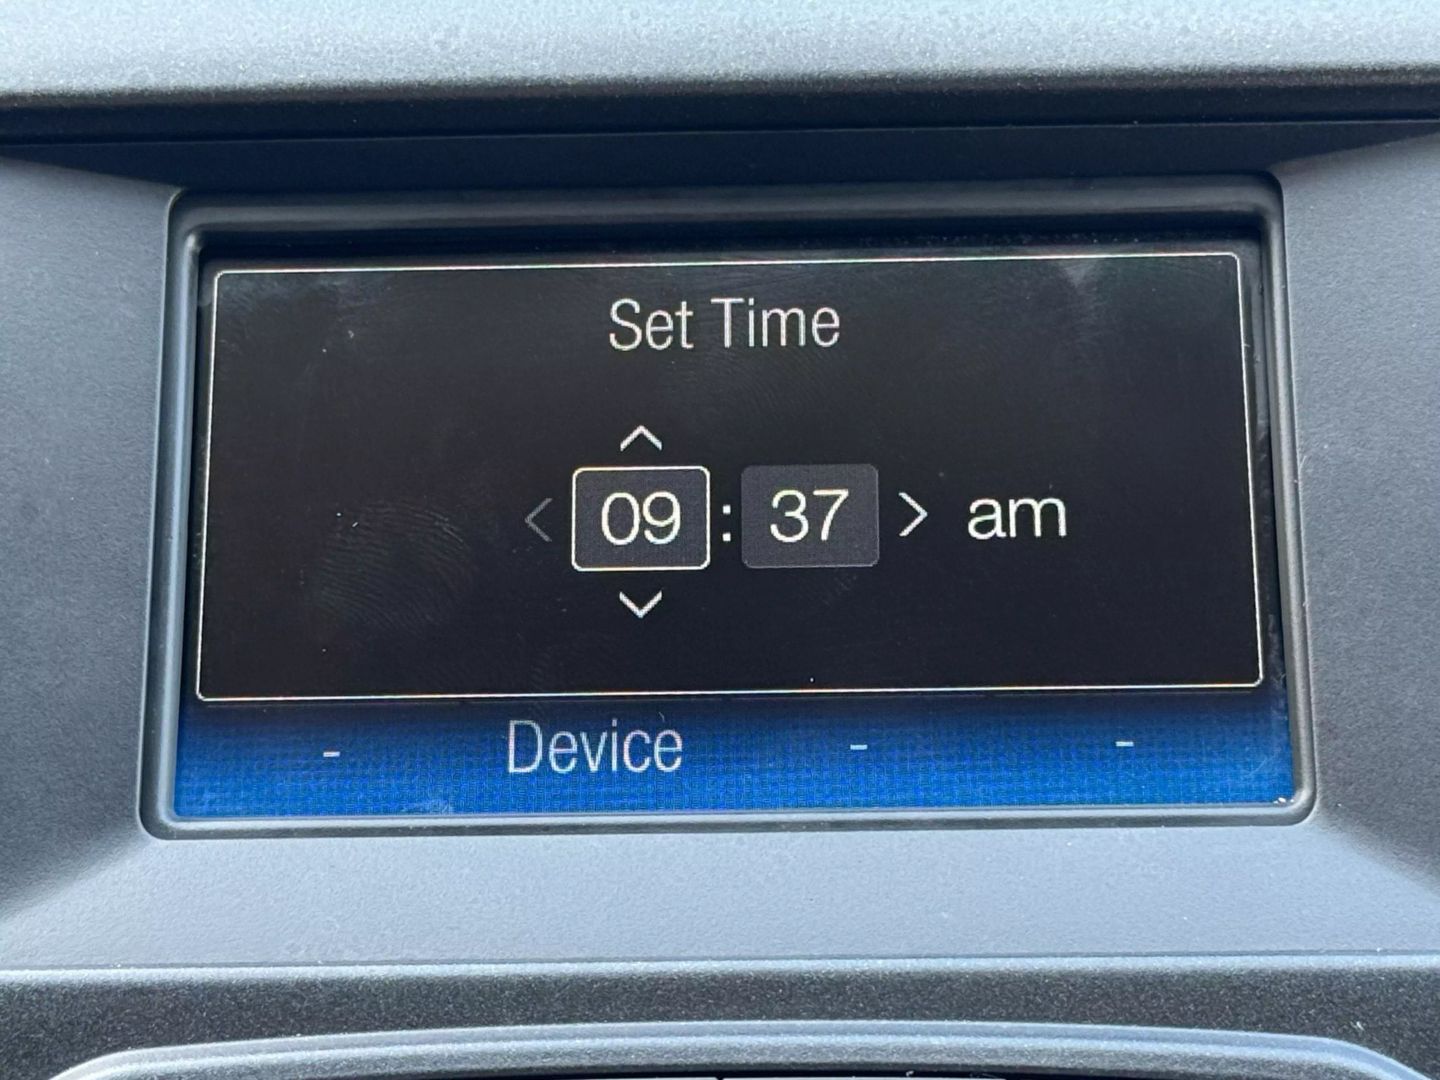 Set Time
09 : 37 am
- Device - -